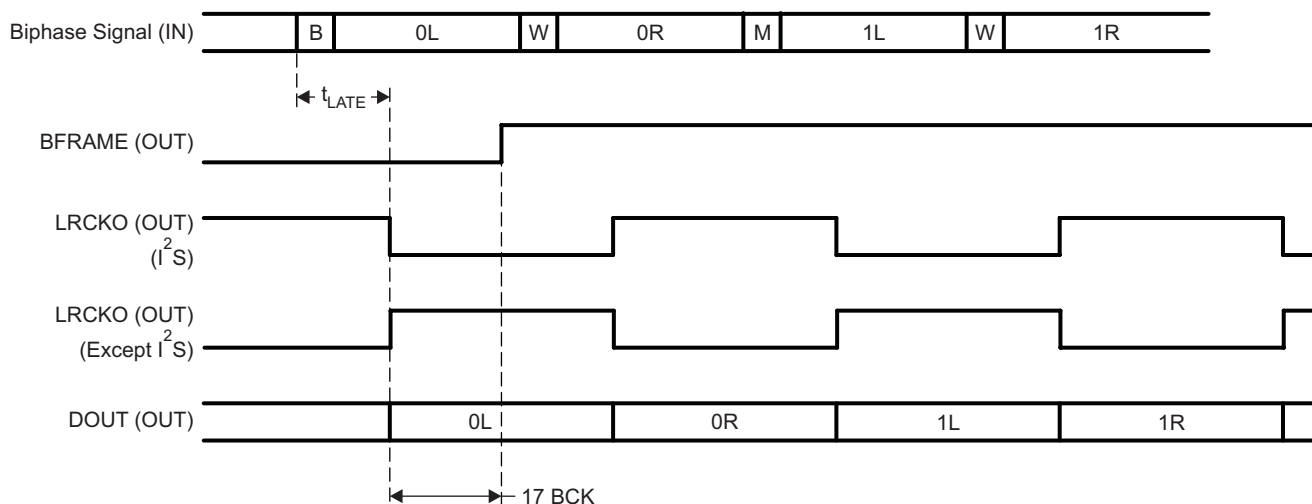 Biphase Signal (IN) B 0L W 0R M 1L W 1R
tLATE
BFRAME (OUT)
LRCKO (OUT)
(I²S)
LRCKO (OUT)
(Except I²S)
DOUT (OUT) 0L 0R 1L 1R
17 BCK